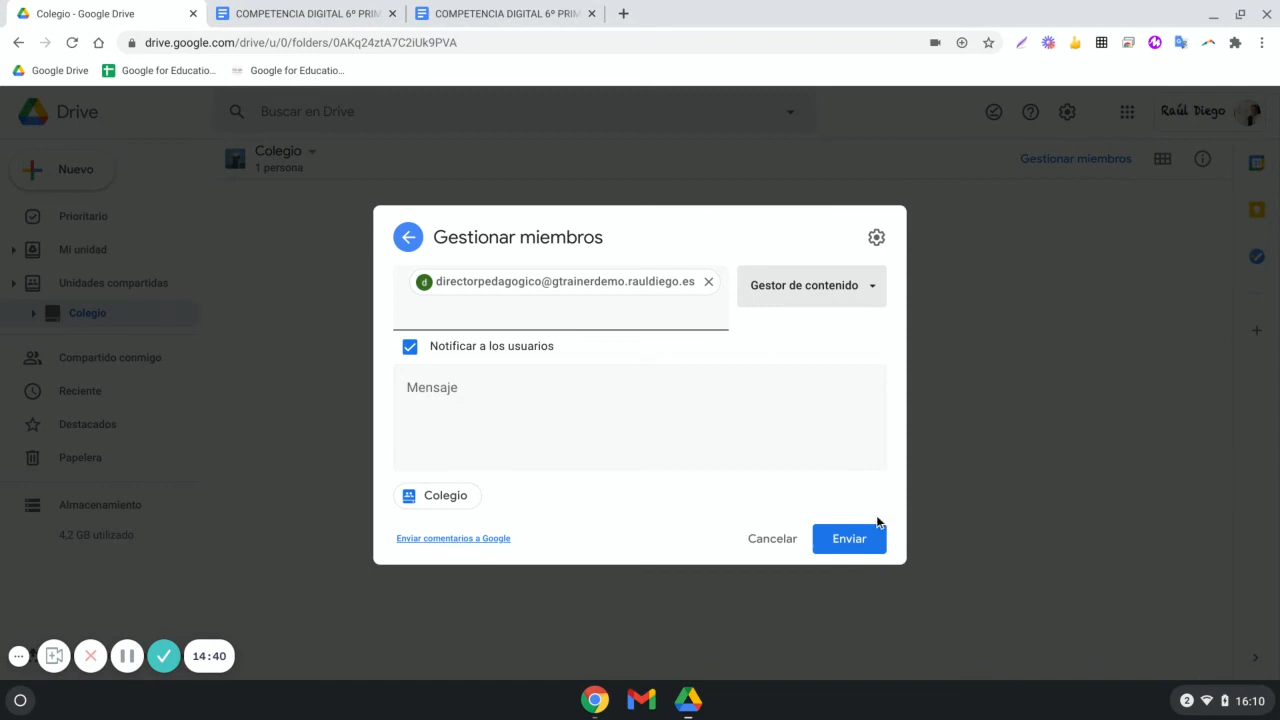 Colegio - Google Drive
COMPETENCIA DIGITAL 6º PRIM
COMPETENCIA DIGITAL 6º PRIM
drive.google.com/drive/u/0/folders/0AKq24ztA7C2iUk9PVA
Google Drive
Google for Educatio...
Google for Educatio...
Drive
Buscar en Drive
Raúl Diego
Nuevo
Colegio
1 persona
Gestionar miembros
Prioritario
Mi unidad
Unidades compartidas
Colegio
Compartido conmigo
Reciente
Destacados
Papelera
Almacenamiento
4,2 GB utilizado
Gestionar miembros
d directorpedagogico@gtrainerdemo.rauldiego.es
Gestor de contenido
Notificar a los usuarios
Mensaje
Colegio
Enviar comentarios a Google
Cancelar
Enviar
14:40
2
16:10